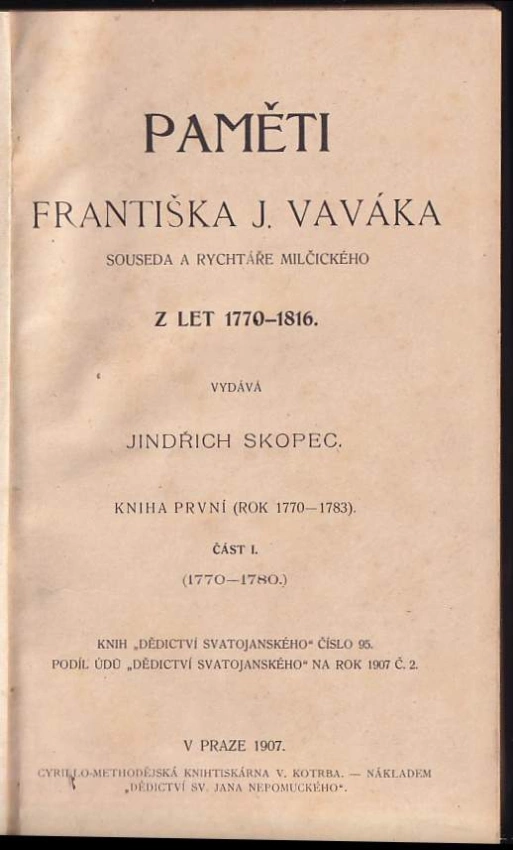 PAMĚTI
FRANTIŠKA J. VAVÁKA
SOUSEDA A RYCHTÁŘE MILČICKÉHO
Z LET 1770–1816.
VYDÁVÁ
JINDŘICH SKOPEC.
KNIHA PRVNÍ (ROK 1770—1783).
ČÁST I.
(1770—1780.)
KNIH „DĚDICTVÍ SVATOJANSKÉHO“ ČÍSLO 95.
PODÍL ÚDŮ „DĚDICTVÍ SVATOJANSKÉHO“ NA ROK 1907 Č. 2.
V PRAZE 1907.
CYRILLO-METHODĚJSKÁ KNIHTISKÁRNA V. KOTRBA. — NÁKLADEM
„DĚDICTVÍ SV. JANA NEPOMUCKÉHO“.